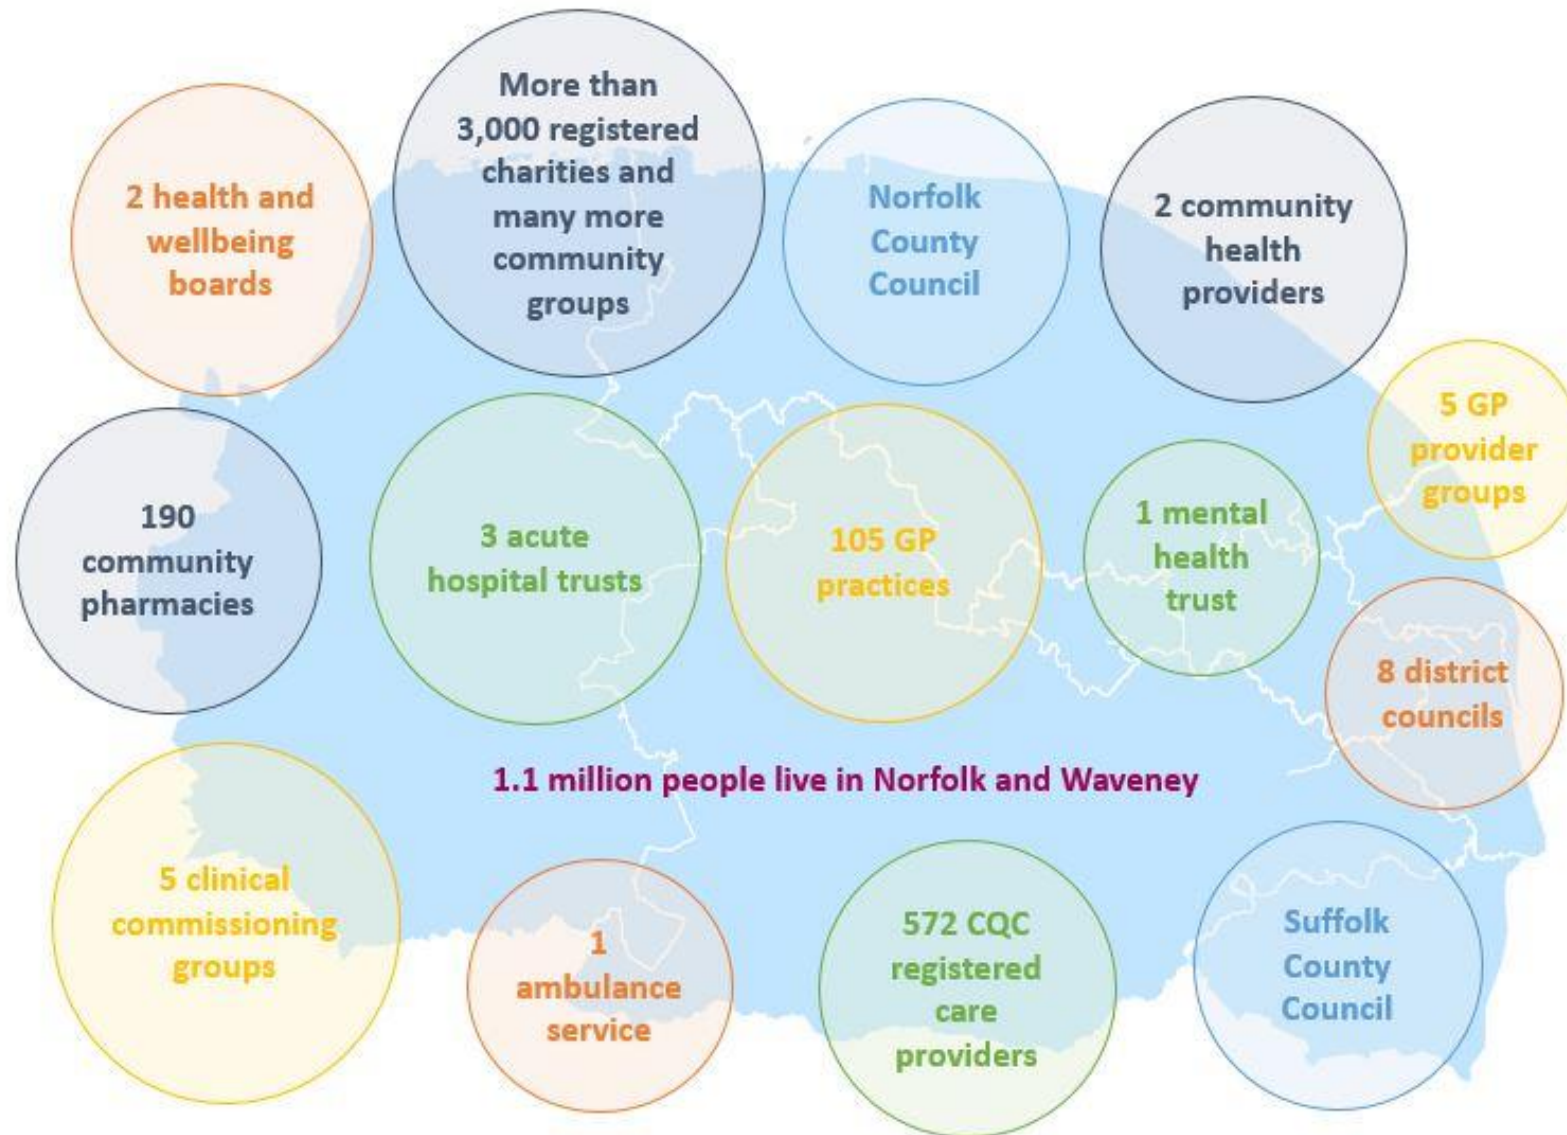 More than
3,000 registered
charities and
many more
community
groups
2 health and
wellbeing
boards
Norfolk
County
Council
2 community
health
providers
5 GP
provider
groups
190
community
pharmacies
3 acute
hospital trusts
105 GP
practices
1 mental
health
trust
8 district
councils
1.1 million people live in Norfolk and Waveney
5 clinical
commissioning
groups
1
ambulance
service
572 CQC
registered
care
providers
Suffolk
County
Council